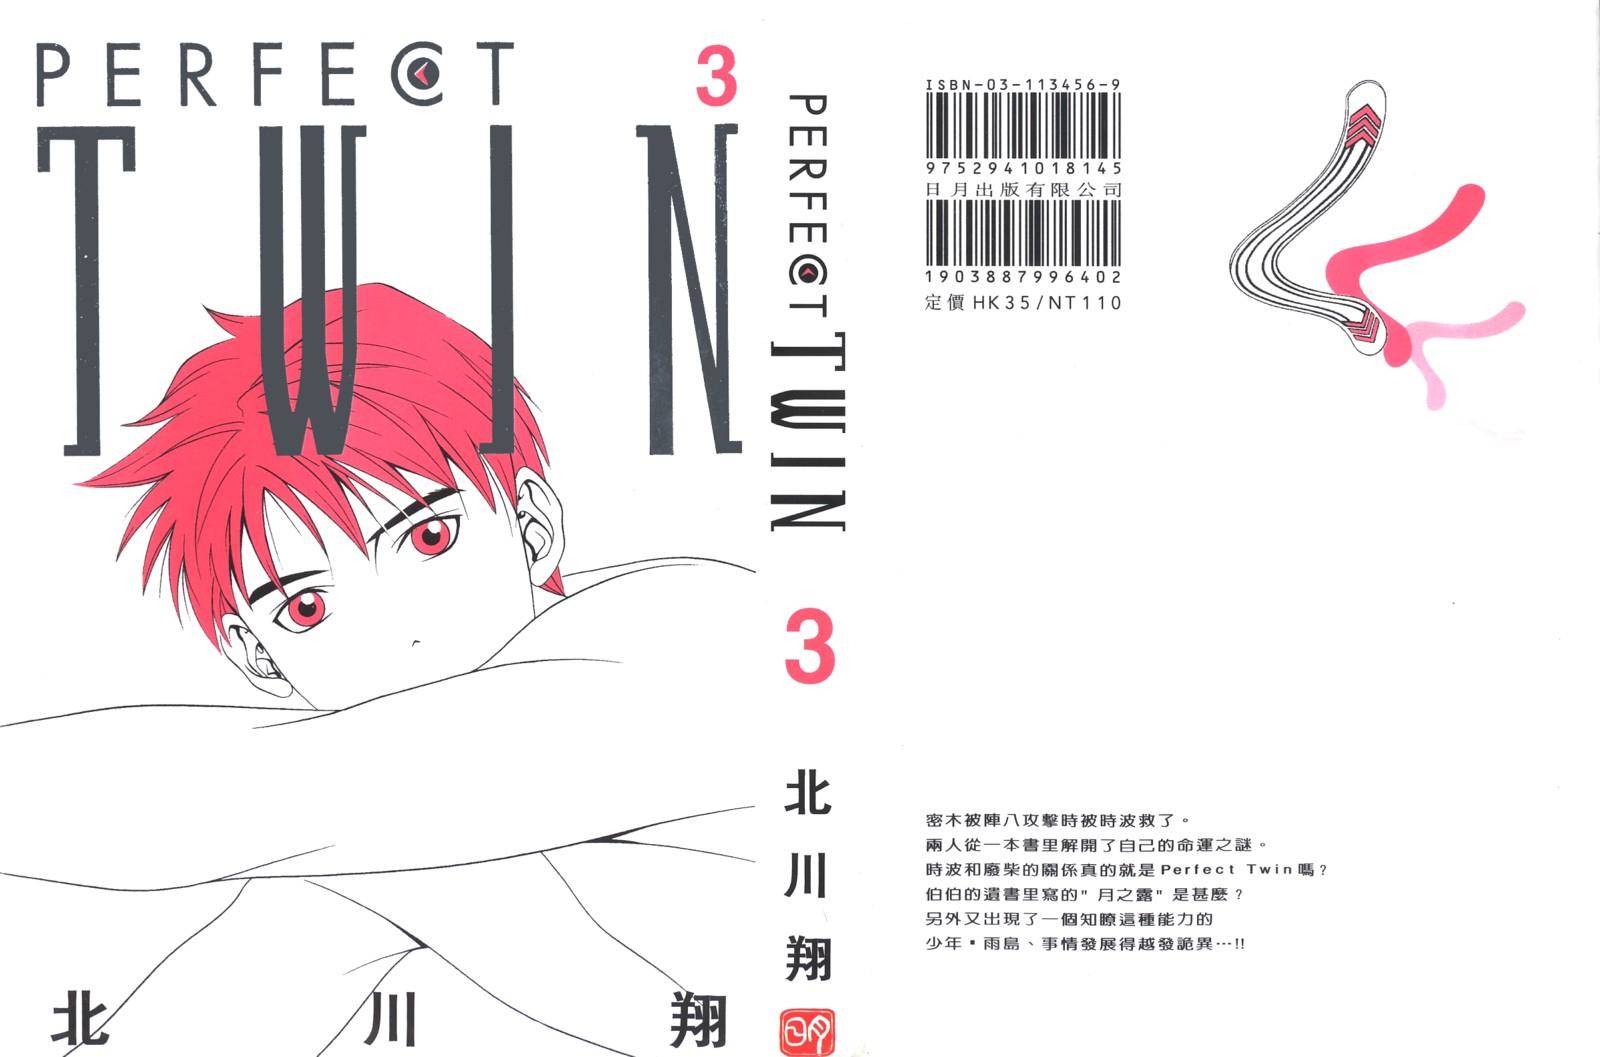 PERFECT
3
TWIN
北川翔
PERFECT TWIN 3 北川翔
日月
ISBN-03-113456-9
9752941018145
日月出版有限公司
19038879964​02
定價HK35/NT110
密木被陣八攻擊時被時波救了。
兩人從一本書里解開了自己的命運之謎。
時波和廢柴的關係真的就是Perfect Twin嗎?
伯伯的遺書里寫的"月之露"是甚麼?
另外又出現了一個知瞭這種能力的
少年·雨島、事情發展得越發詭異…!!